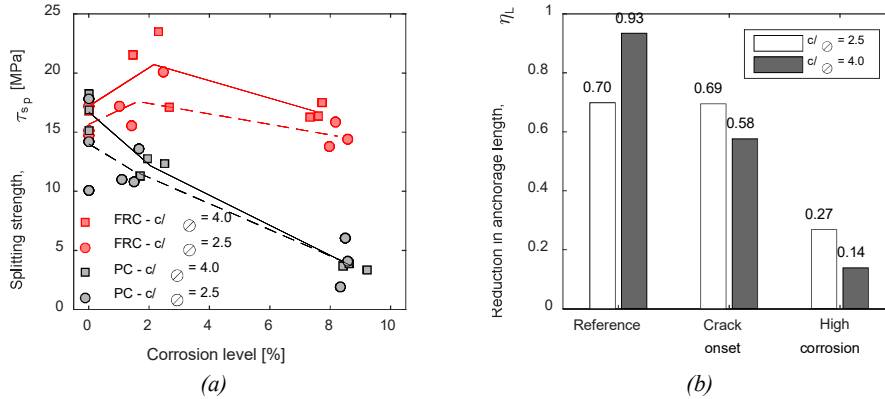 Splitting strength, τsp [MPa]
30
25
20
15
10
5
0
FRC - c/∅ = 4.0
FRC - c/∅ = 2.5
PC - c/∅ = 4.0
PC - c/∅ = 2.5
0 2 4 6 8 10
Corrosion level [%]
(a)
Reduction in anchorage length, ηL
1
0.8
0.6
0.4
0.2
0
c/∅ = 2.5
c/∅ = 4.0
0.70 0.93
0.69 0.58
0.27 0.14
Reference Crack High
onset corrosion
(b)